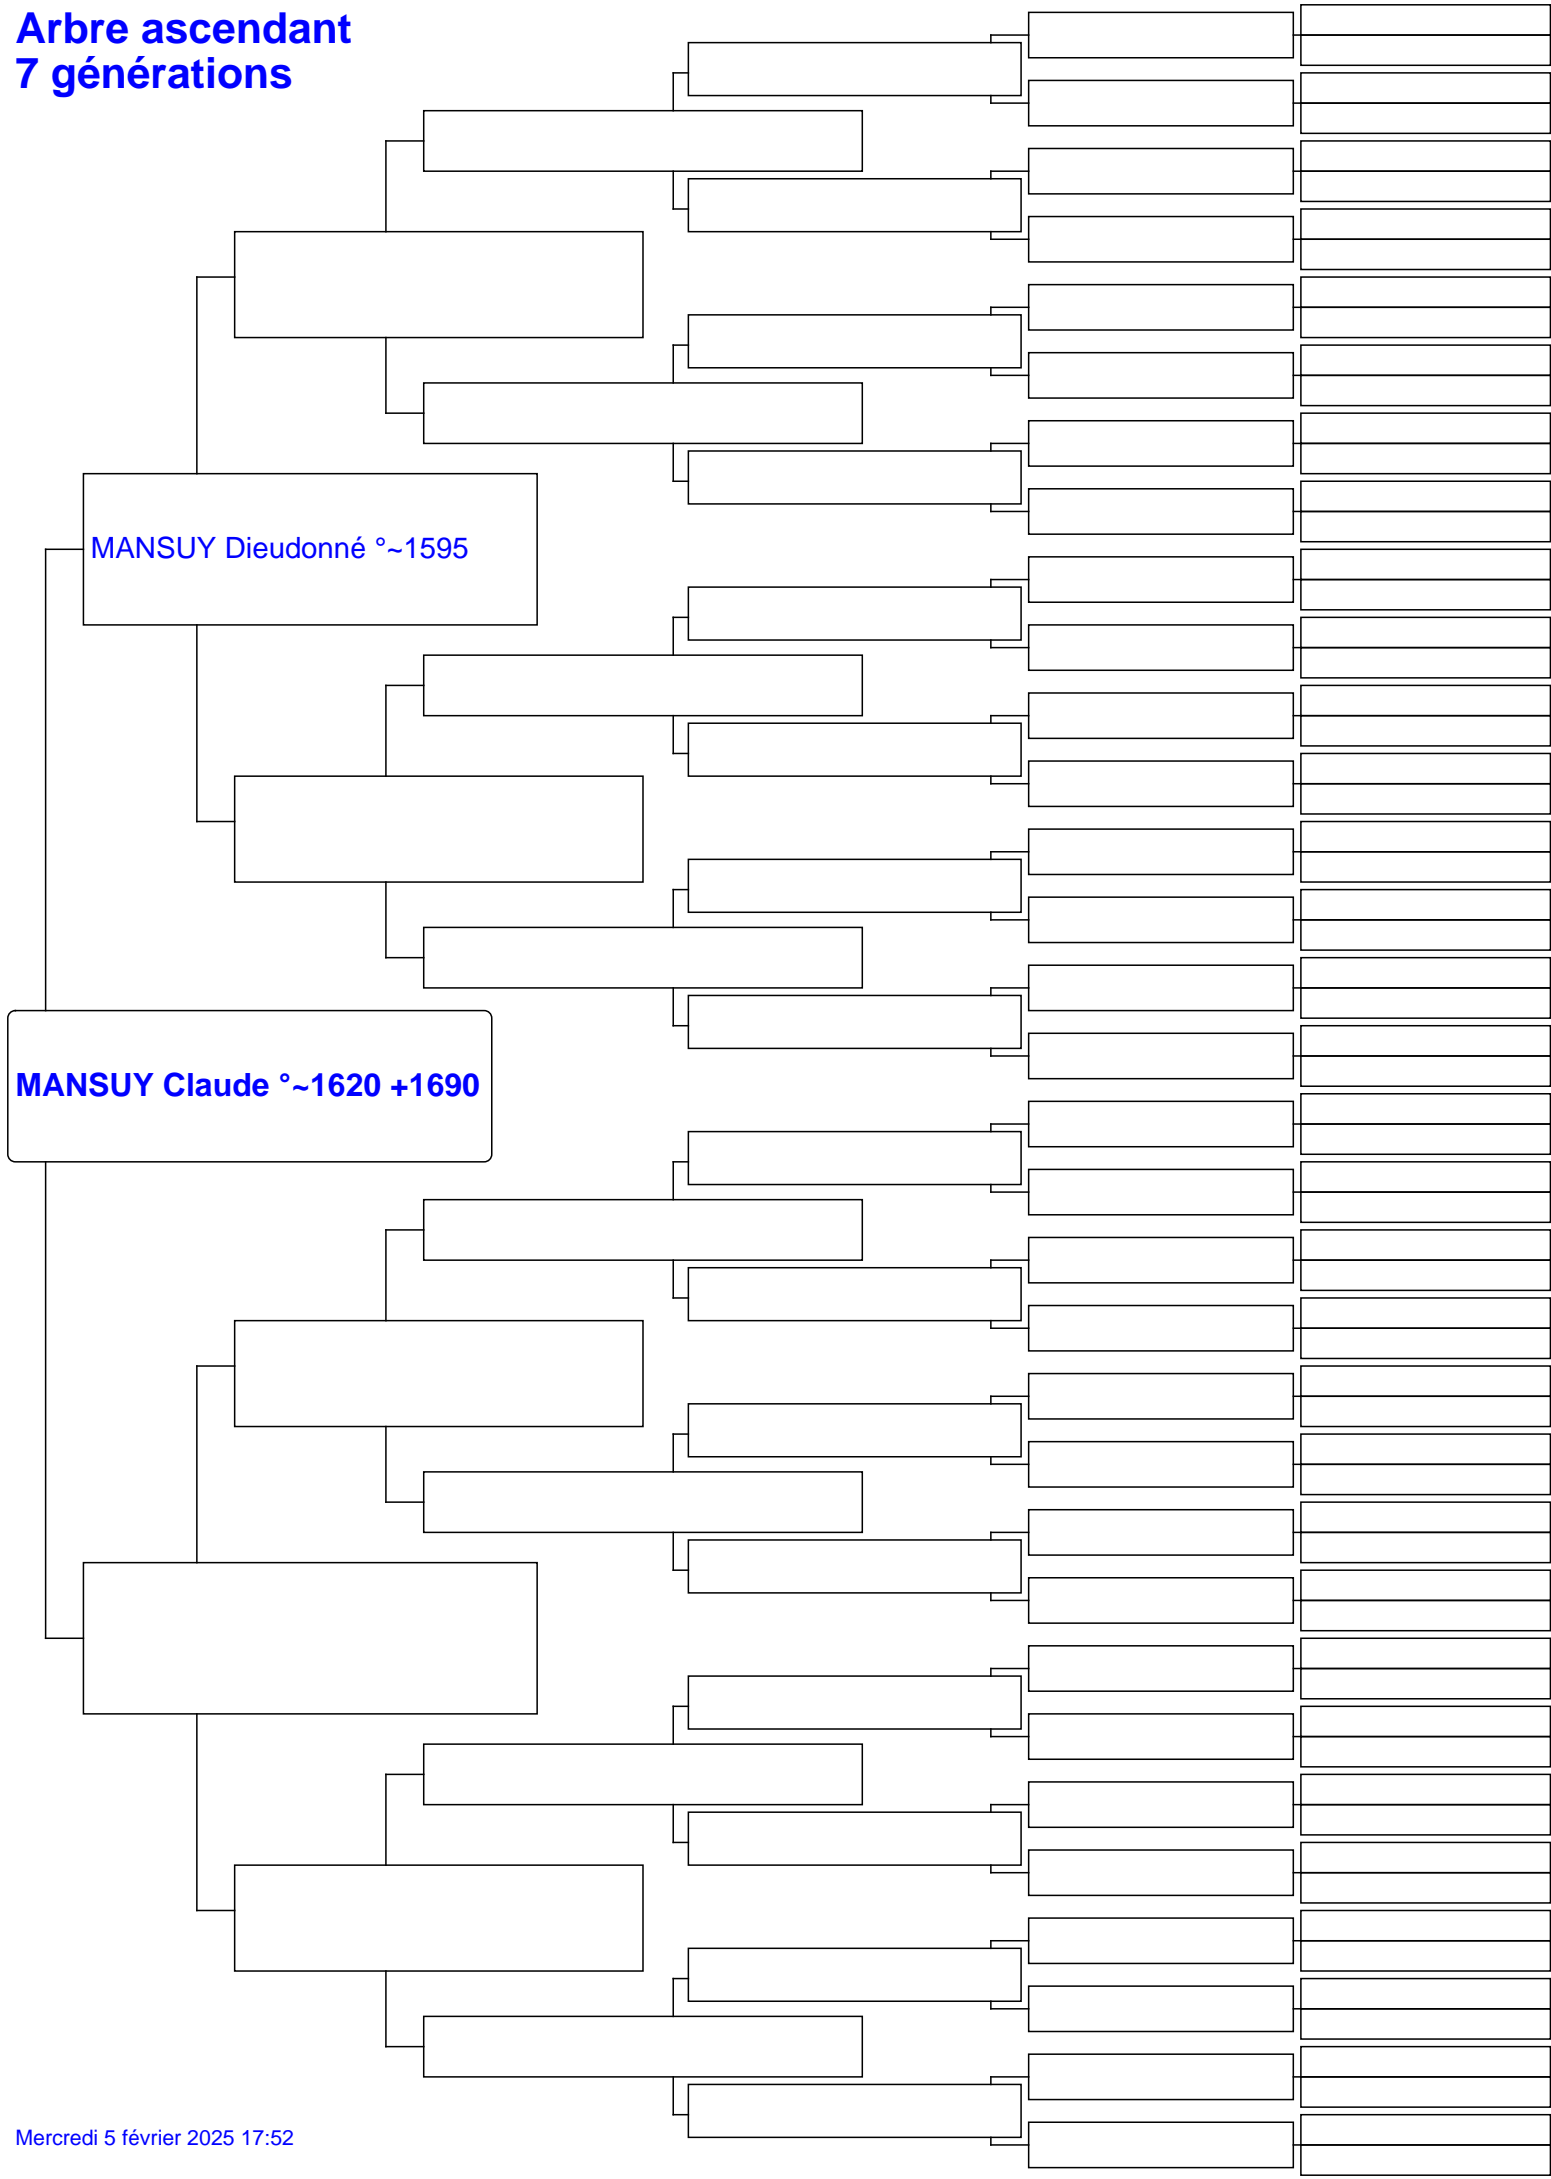 Arbre ascendant
7 générations
MANSUY Dieudonné °~1595
MANSUY Claude °~1620 +1690
Mercredi 5 février 2025 17:52